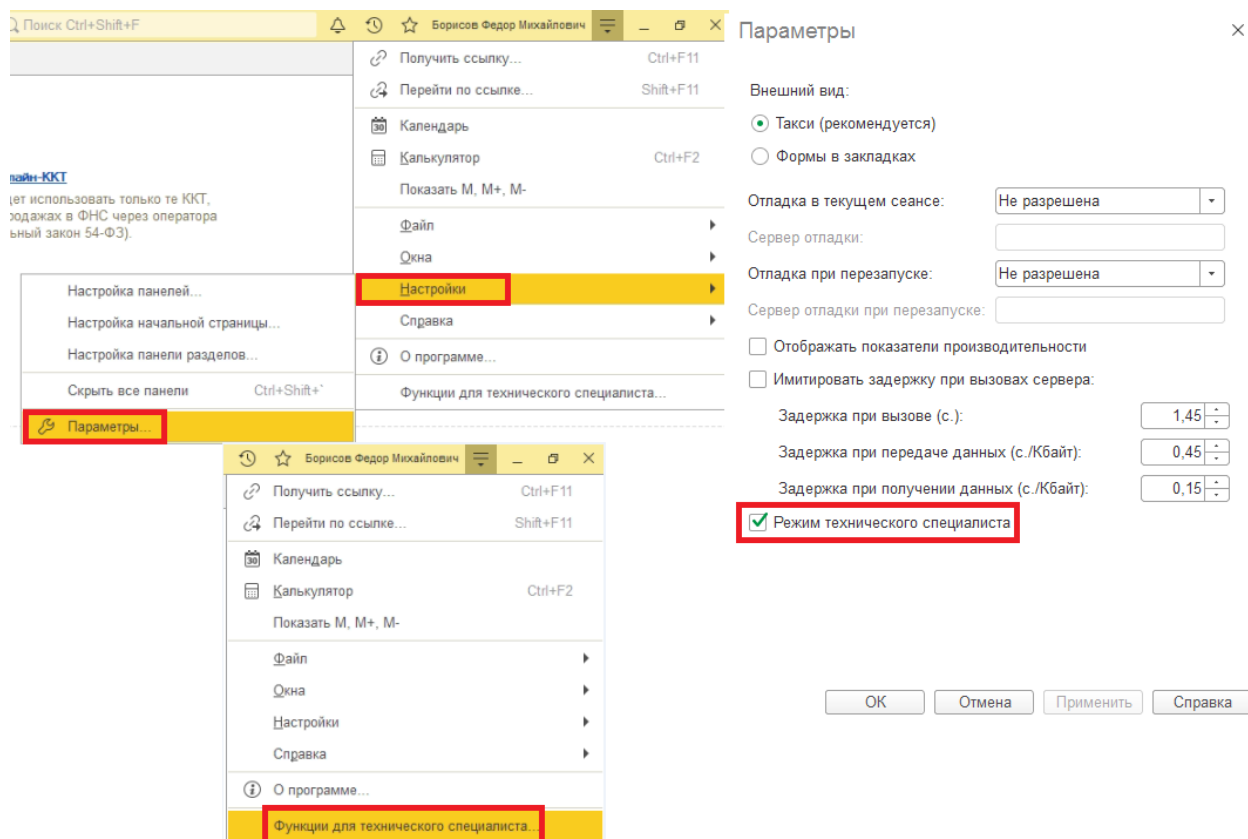 Поиск Ctrl+Shift+F
Борисов Федор Михайлович
Получить ссылку... Ctrl+F11
Перейти по ссылке... Shift+F11
Календарь
Калькулятор Ctrl+F2
Показать M, M+, M-
Файл
Окна
Настройки
Справка
О программе...
Функции для технического специалиста...
лайн-ККТ
ет использовать только те ККТ,
родажах в ФНС через оператора
ьный закон 54-ФЗ).
Настройка панелей...
Настройка начальной страницы...
Настройка панели разделов...
Скрыть все панели Ctrl+Shift+`
Параметры...
Борисов Федор Михайлович
Получить ссылку... Ctrl+F11
Перейти по ссылке... Shift+F11
30 Календарь
Калькулятор Ctrl+F2
Показать M, M+, M-
Файл
Окна
Настройки
Справка
О программе...
Функции для технического специалиста...
Параметры
Внешний вид:
Такси (рекомендуется)
Формы в закладках
Отладка в текущем сеансе: Не разрешена
Сервер отладки:
Отладка при перезапуске: Не разрешена
Сервер отладки при перезапуске:
Отображать показатели производительности
Имитировать задержку при вызовах сервера:
Задержка при вызове (с.): 1,45
Задержка при передаче данных (с./Кбайт): 0,45
Задержка при получении данных (с./Кбайт): 0,15
Режим технического специалиста
ОК Отмена Применить Справка